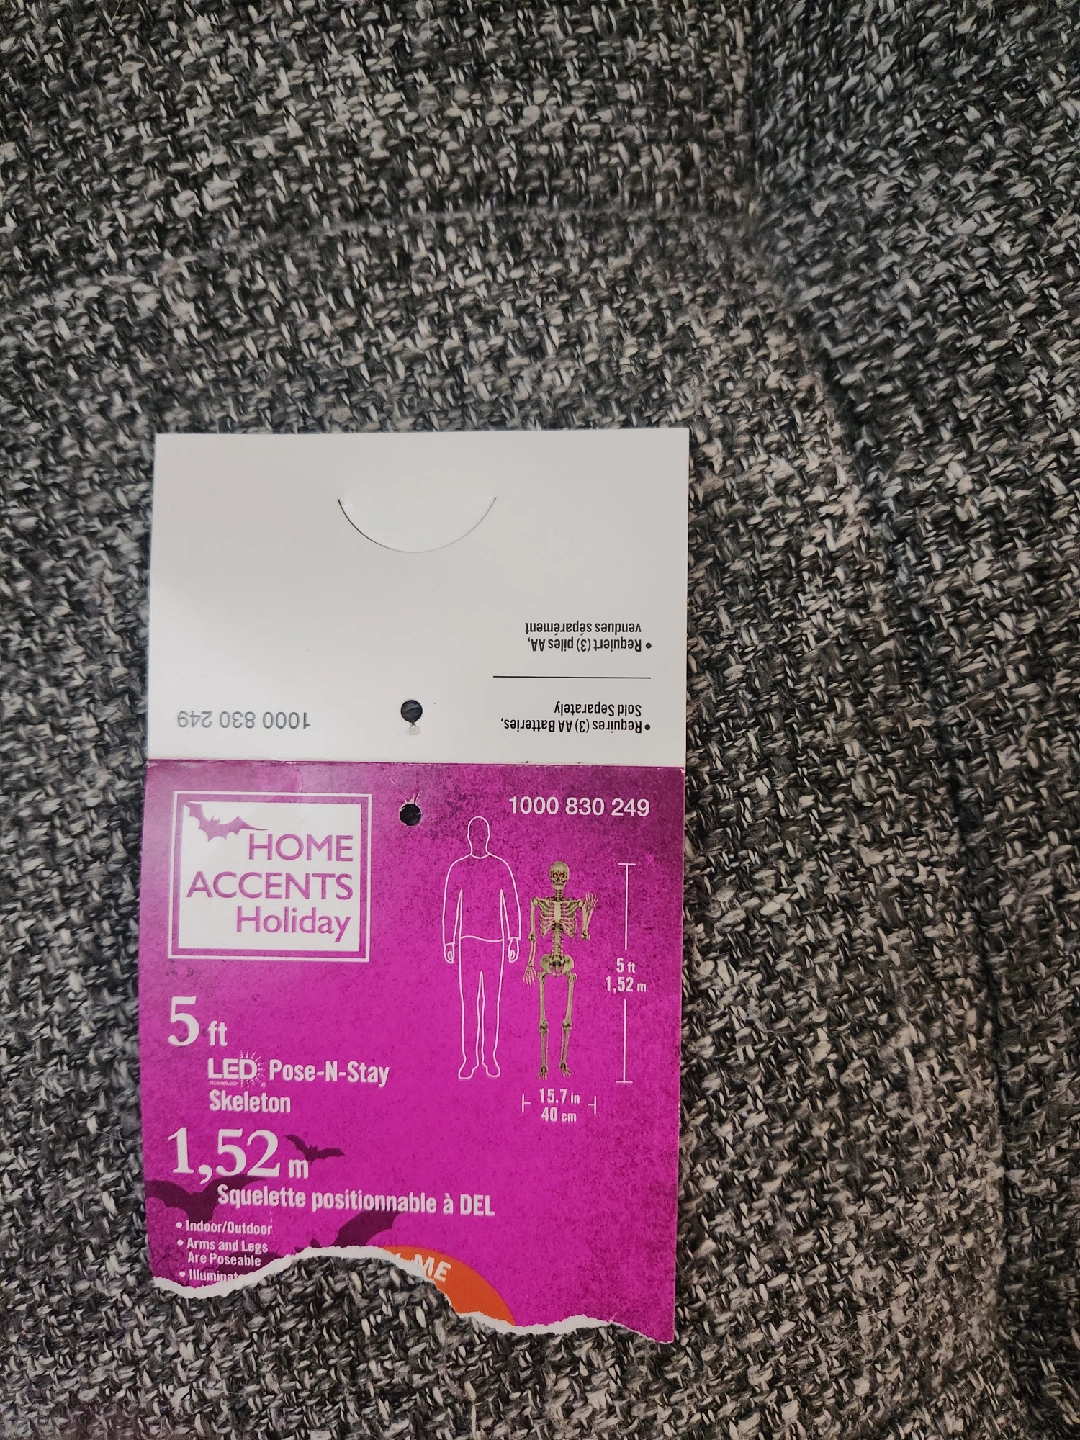 • Requires (3) AA Batteries,
Sold Separately
• Requiert (3) piles AA,
vendues séparément
1000 830 249
HOME
ACCENTS
Holiday
1000 830 249
5 ft
LED Pose-N-Stay
Skeleton
1,52 m
Squelette positionnable à DEL
• Indoor/Outdoor
• Arms and Legs
Are Poseable
ME
5 ft
1,52 m
15.7 in
40 cm